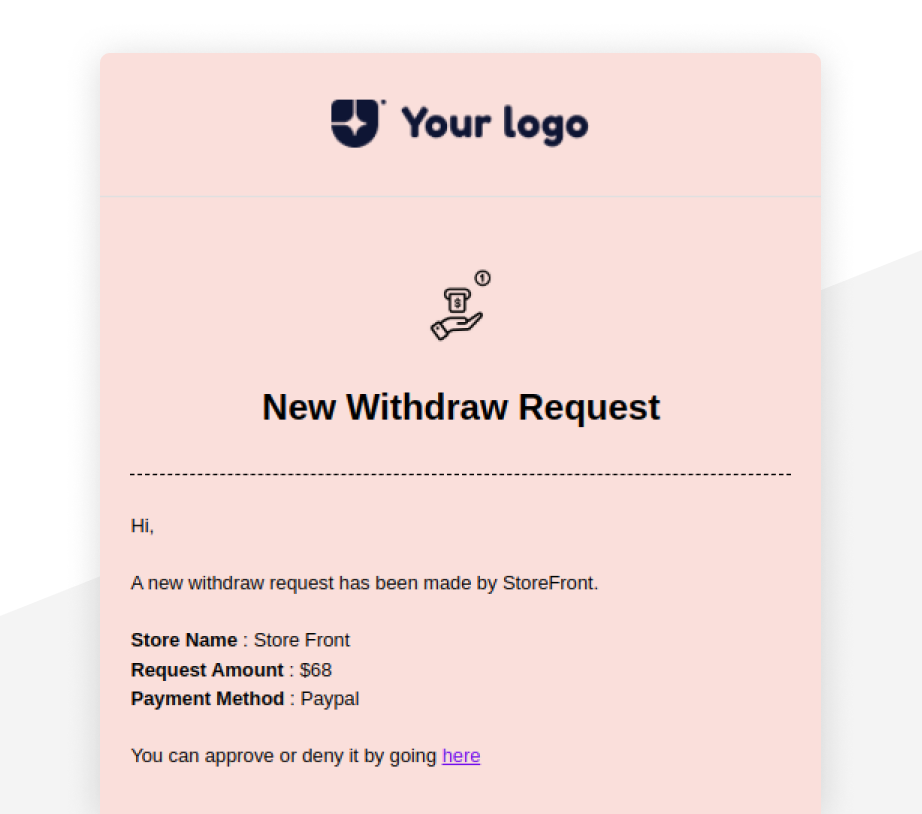 Your logo
1
$
New Withdraw Request
Hi,
A new withdraw request has been made by StoreFront.
Store Name : Store Front
Request Amount : $68
Payment Method : Paypal
You can approve or deny it by going here